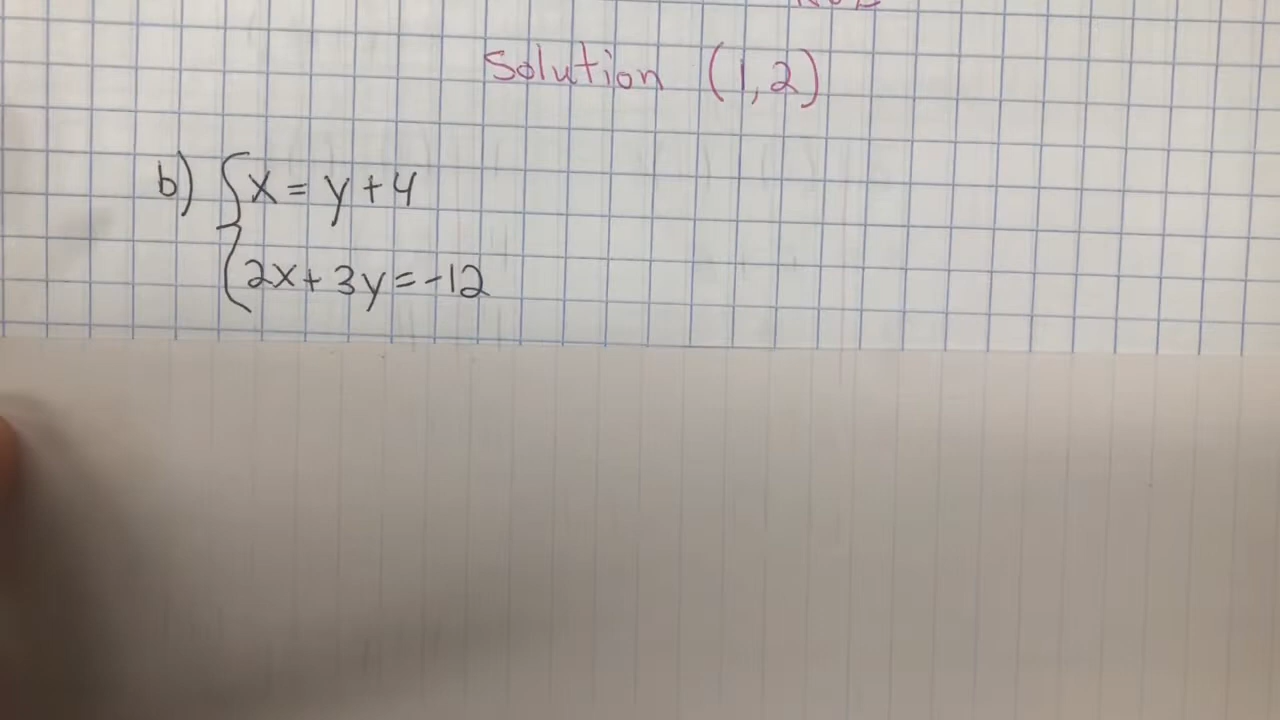 Solution (1,2)
b) { x = y + 4
2x + 3y = -12